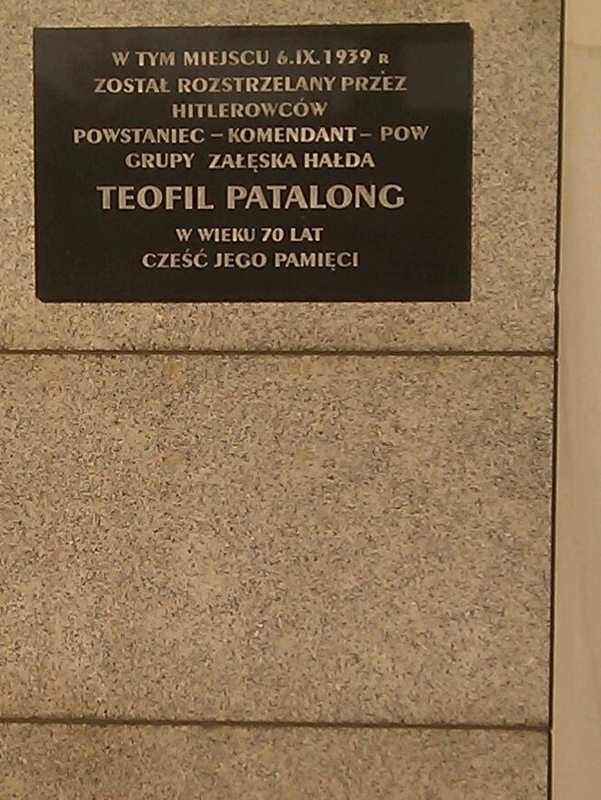 W TYM MIEJSCU 6.IX.1939 R
ZOSTAŁ ROZSTRZELANY PRZEZ
HITLEROWCÓW
POWSTANIEC – KOMENDANT – POW
GRUPY ZAŁĘSKA HAŁDA
TEOFIL PATALONG
W WIEKU 70 LAT
CZEŚĆ JEGO PAMIĘCI